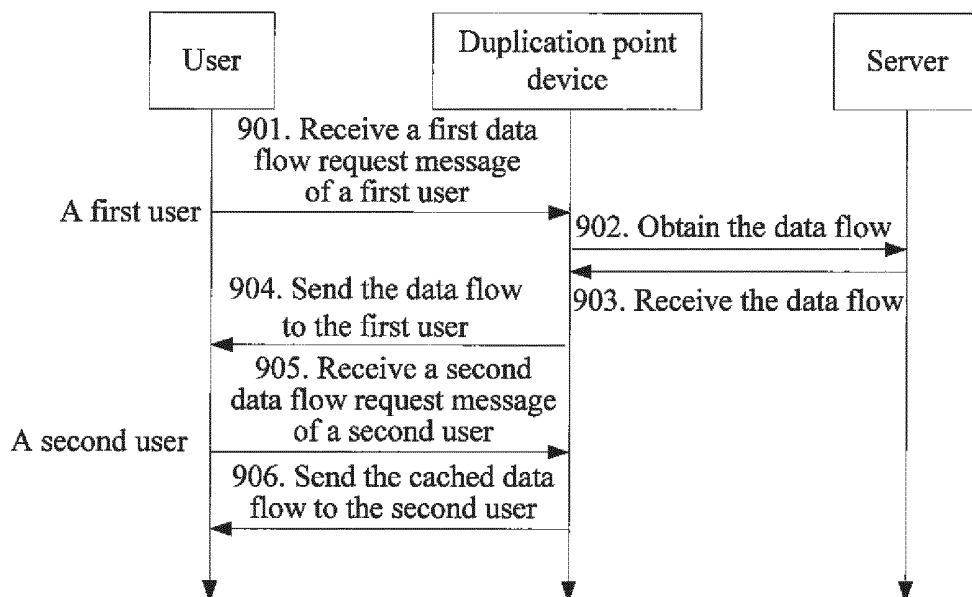 User
Duplication point
device
Server
901. Receive a first data
flow request message
of a first user
A first user
902. Obtain the data flow
903. Receive the data flow
904. Send the data flow
to the first user
905. Receive a second
data flow request message
of a second user
A second user
906. Send the cached data
flow to the second user